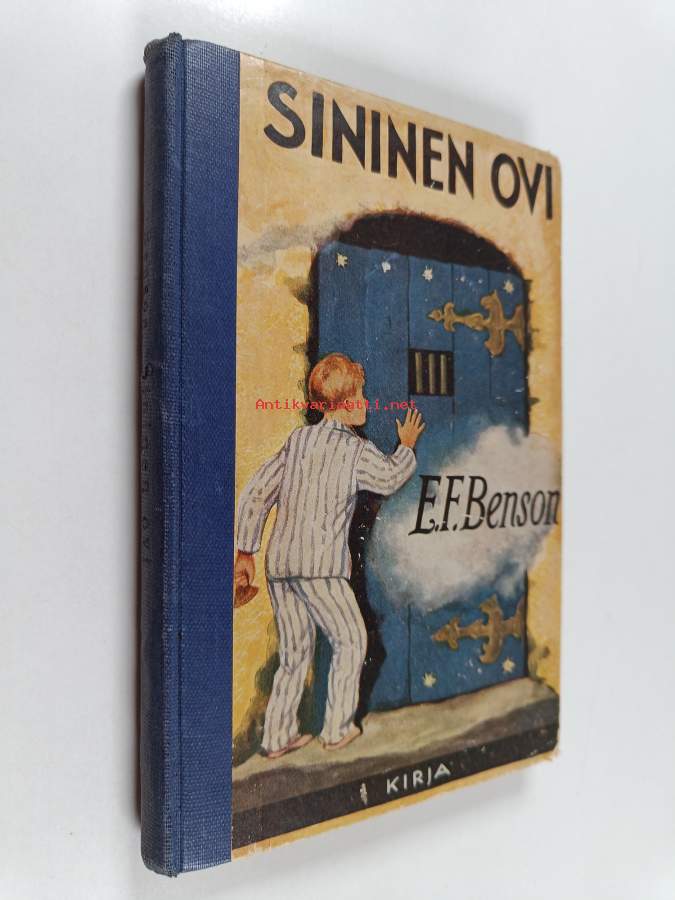 SININEN OVI
Antikvariaatti.net
E.F.Benson
KIRJA